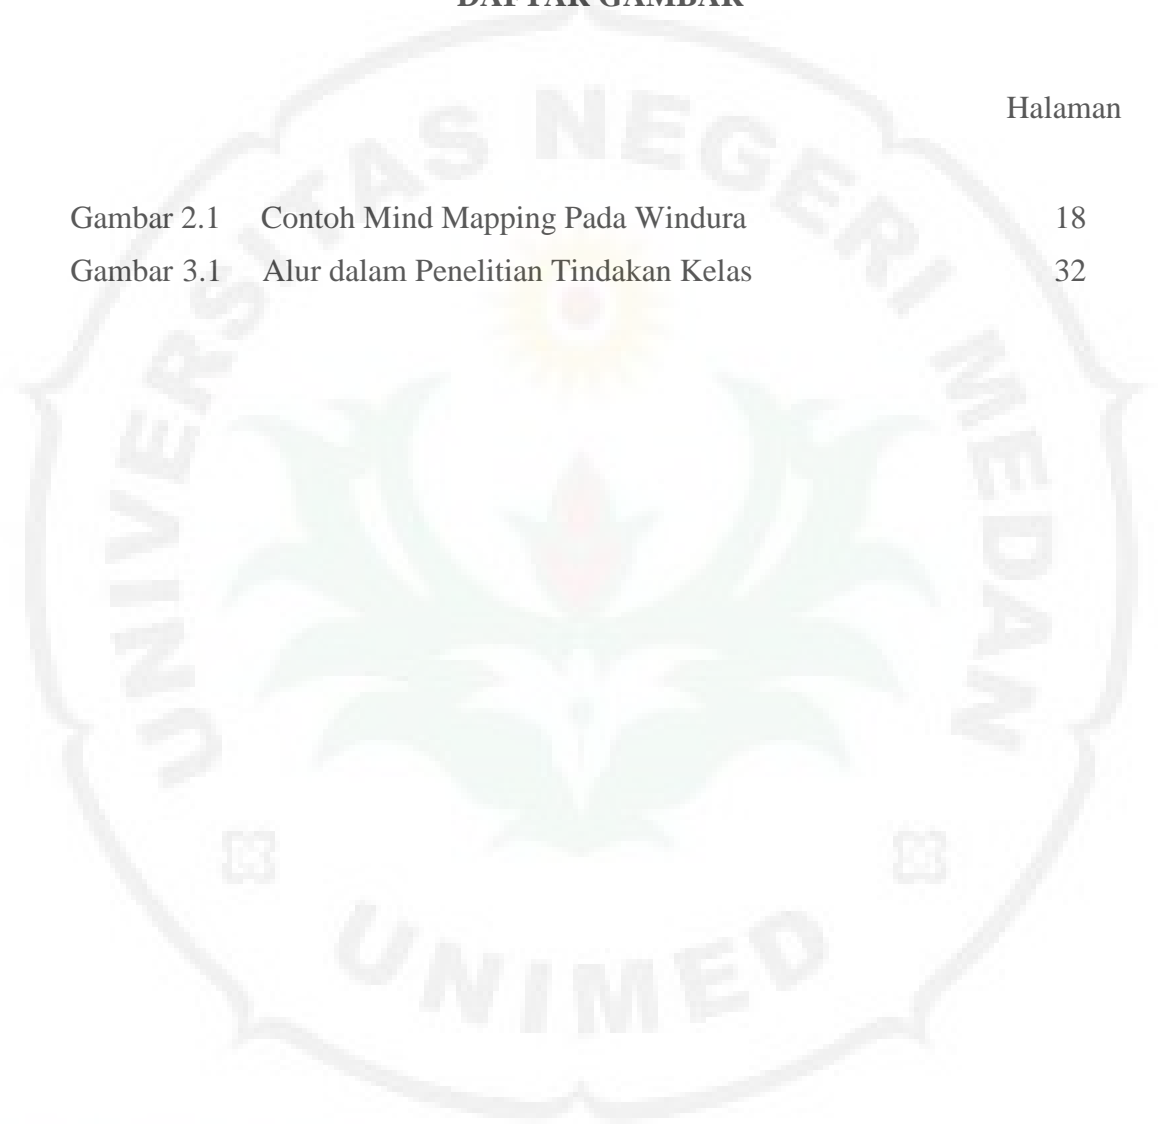 DAFTAR GAMBAR
Halaman
Gambar 2.1 Contoh Mind Mapping Pada Windura 18
Gambar 3.1 Alur dalam Penelitian Tindakan Kelas 32
UNIVERSITAS NEGERI MEDAN
UNIMED